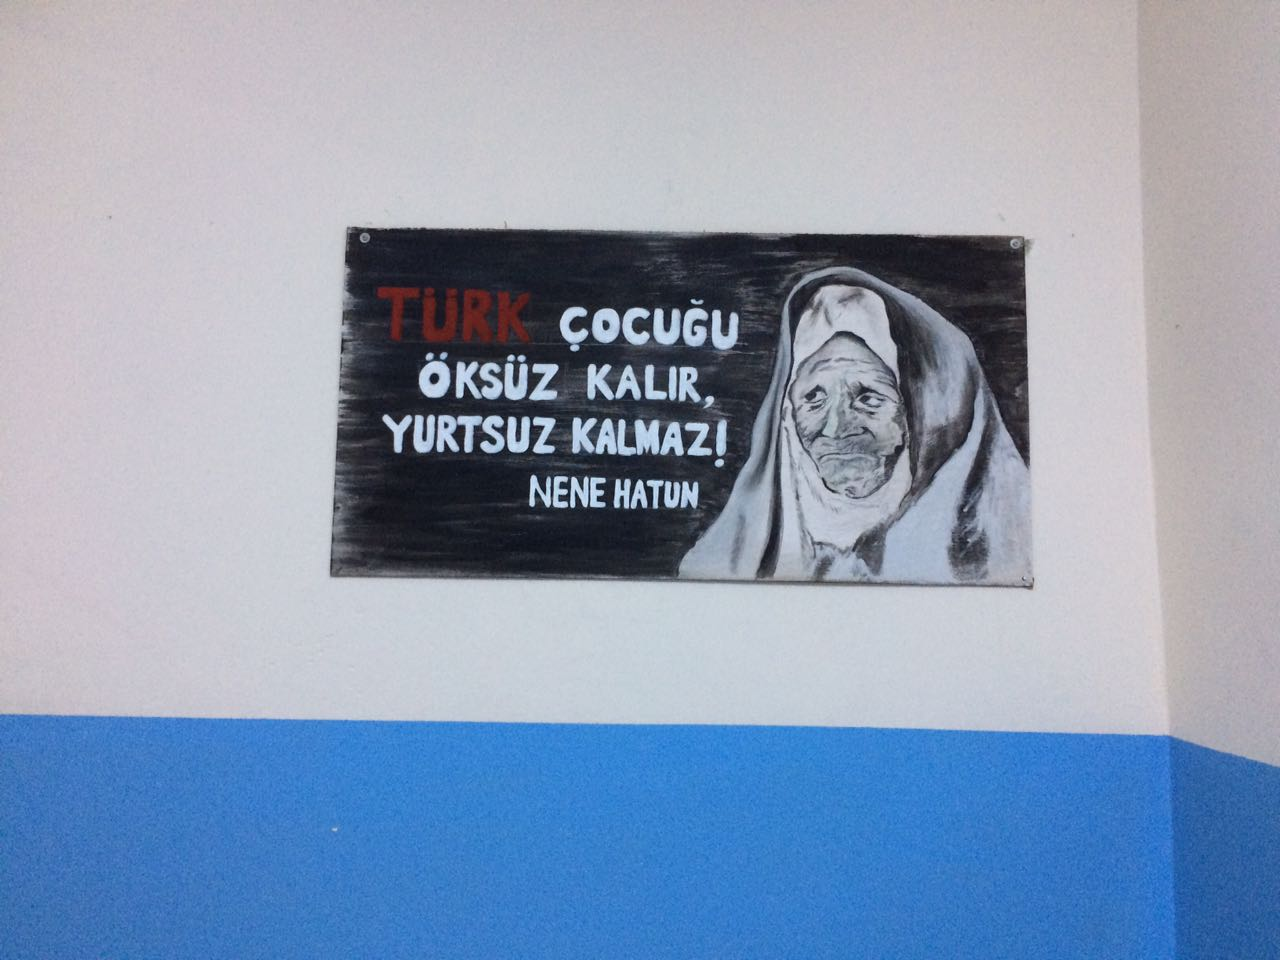 TÜRK ÇOCUĞU
ÖKSÜZ KALIR,
YURTSUZ KALMAZ!
NENE HATUN